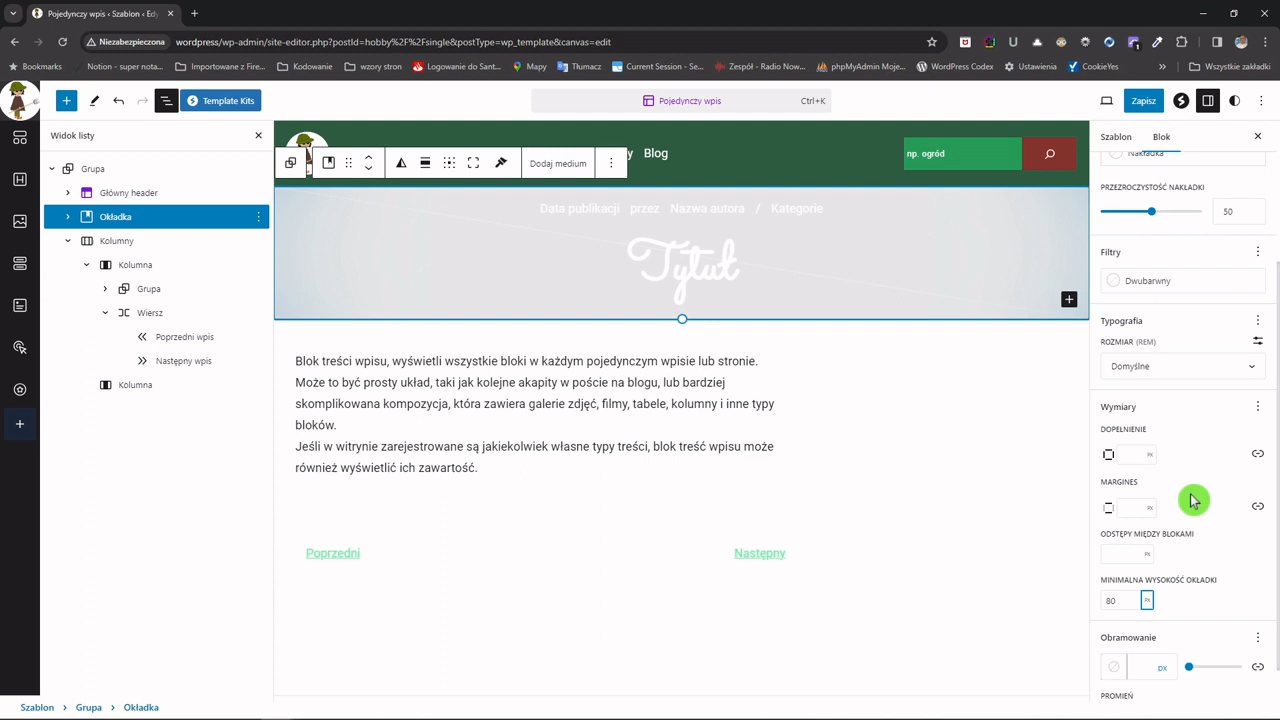 Pojedynczy wpis ‹ Szablon ‹ Edy
Niezabezpieczona
wordpress/wp-admin/site-editor.php?postId=hobby%2F%2Fsingle&postType=wp_template&canvas=edit
Bookmarks
Notion - super nota...
Importowane z Firef...
Kodowanie
wzory stron
Logowanie do Sant...
Mapy
Tłumacz
Current Session - Se...
Zespół - Radio Now...
phpMyAdmin Moje...
WordPress Codex
Ustawienia
CookieYes
»
Wszystkie zakładki
Template Kits
Pojedynczy wpis
Ctrl+K
Zapisz
Widok listy
Szablon
Blok
Grupa
Główny header
Okładka
Kolumny
Kolumna
Grupa
Wiersz
Poprzedni wpis
Następny wpis
Kolumna
y
Blog
np. ogród
Dodaj medium
Data publikacji przez Nazwa autora / Kategorie
Tytuł
Blok treści wpisu, wyświetli wszystkie bloki w każdym pojedynczym wpisie lub stronie.
Może to być prosty układ, taki jak kolejne akapity w poście na blogu, lub bardziej
skomplikowana kompozycja, która zawiera galerie zdjęć, filmy, tabele, kolumny i inne typy
bloków.
Jeśli w witrynie zarejestrowane są jakiekolwiek własne typy treści, blok treść wpisu może
również wyświetlić ich zawartość.
Poprzedni
Następny
Nakładka
PRZEZROCZYSTOŚĆ NAKŁADKI
50
Filtry
Dwubarwny
Typografia
ROZMIAR (REM)
Domyślne
Wymiary
DOPEŁNIENIE
PX
MARGINES
PX
ODSTĘPY MIĘDZY BLOKAMI
PX
MINIMALNA WYSOKOŚĆ OKŁADKI
80 PX
Obramowanie
px
PROMIEŃ
Szablon > Grupa > Okładka